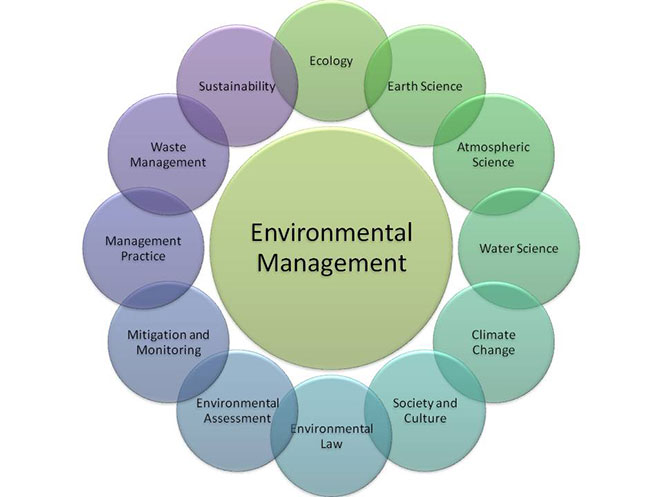 Ecology
Earth Science
Atmospheric
Science
Water Science
Climate
Change
Society and
Culture
Environmental
Law
Environmental
Assessment
Mitigation and
Monitoring
Management
Practice
Waste
Management
Sustainability
Environmental
Management